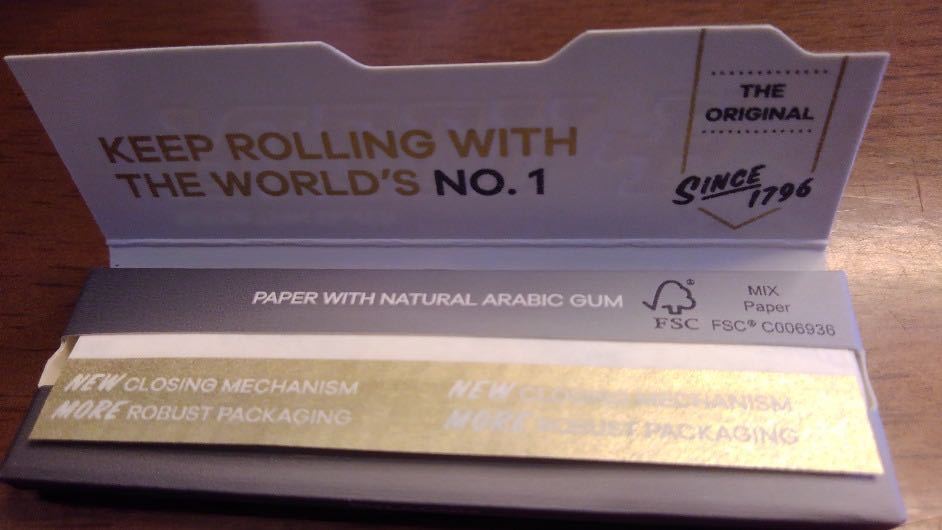 KEEP ROLLING WITH
THE WORLD'S NO. 1
THE
ORIGINAL
SINCE
1796
PAPER WITH NATURAL ARABIC GUM
FSC®
MIX
Paper
FSC® C006936
NEW CLOSING MECHANISM
MORE ROBUST PACKAGING
NEW CLOSING MECHANISM
MORE ROBUST PACKAGING